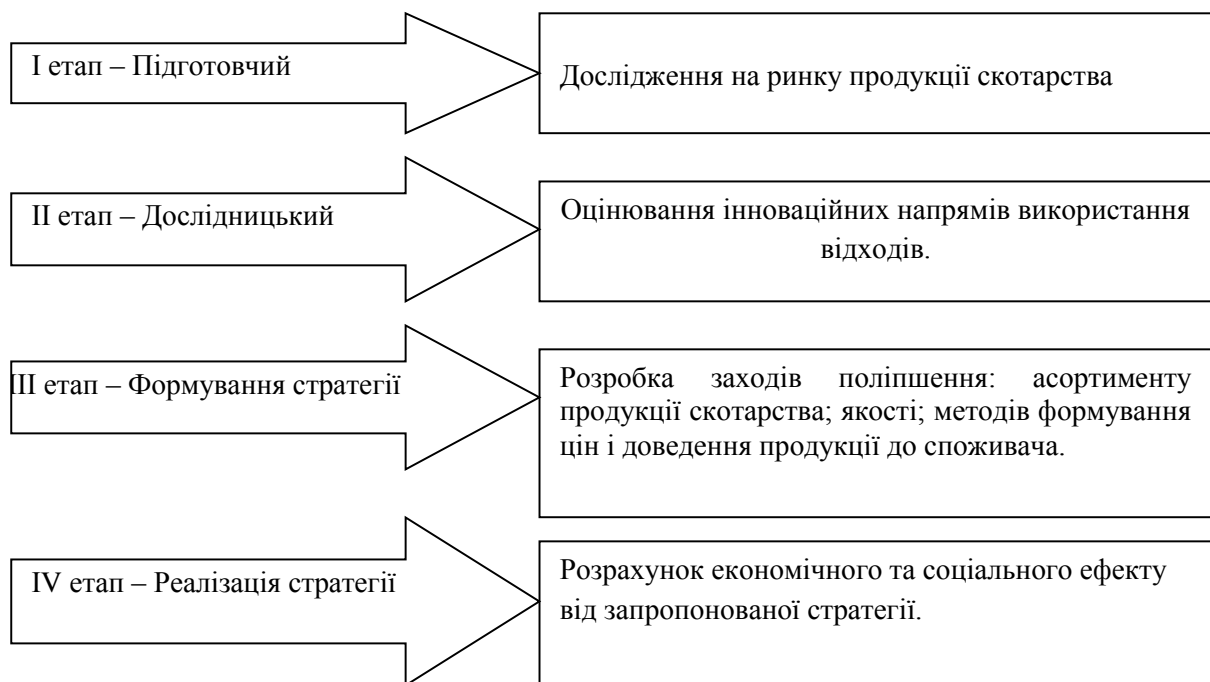 І етап – Підготовчий
Дослідження на ринку продукції скотарства
ІІ етап – Дослідницький
Оцінювання інноваційних напрямів використання
відходів.
ІІІ етап – Формування стратегії
Розробка заходів поліпшення: асортименту
продукції скотарства; якості; методів формування
цін і доведення продукції до споживача.
IV етап – Реалізація стратегії
Розрахунок економічного та соціального ефекту
від запропонованої стратегії.